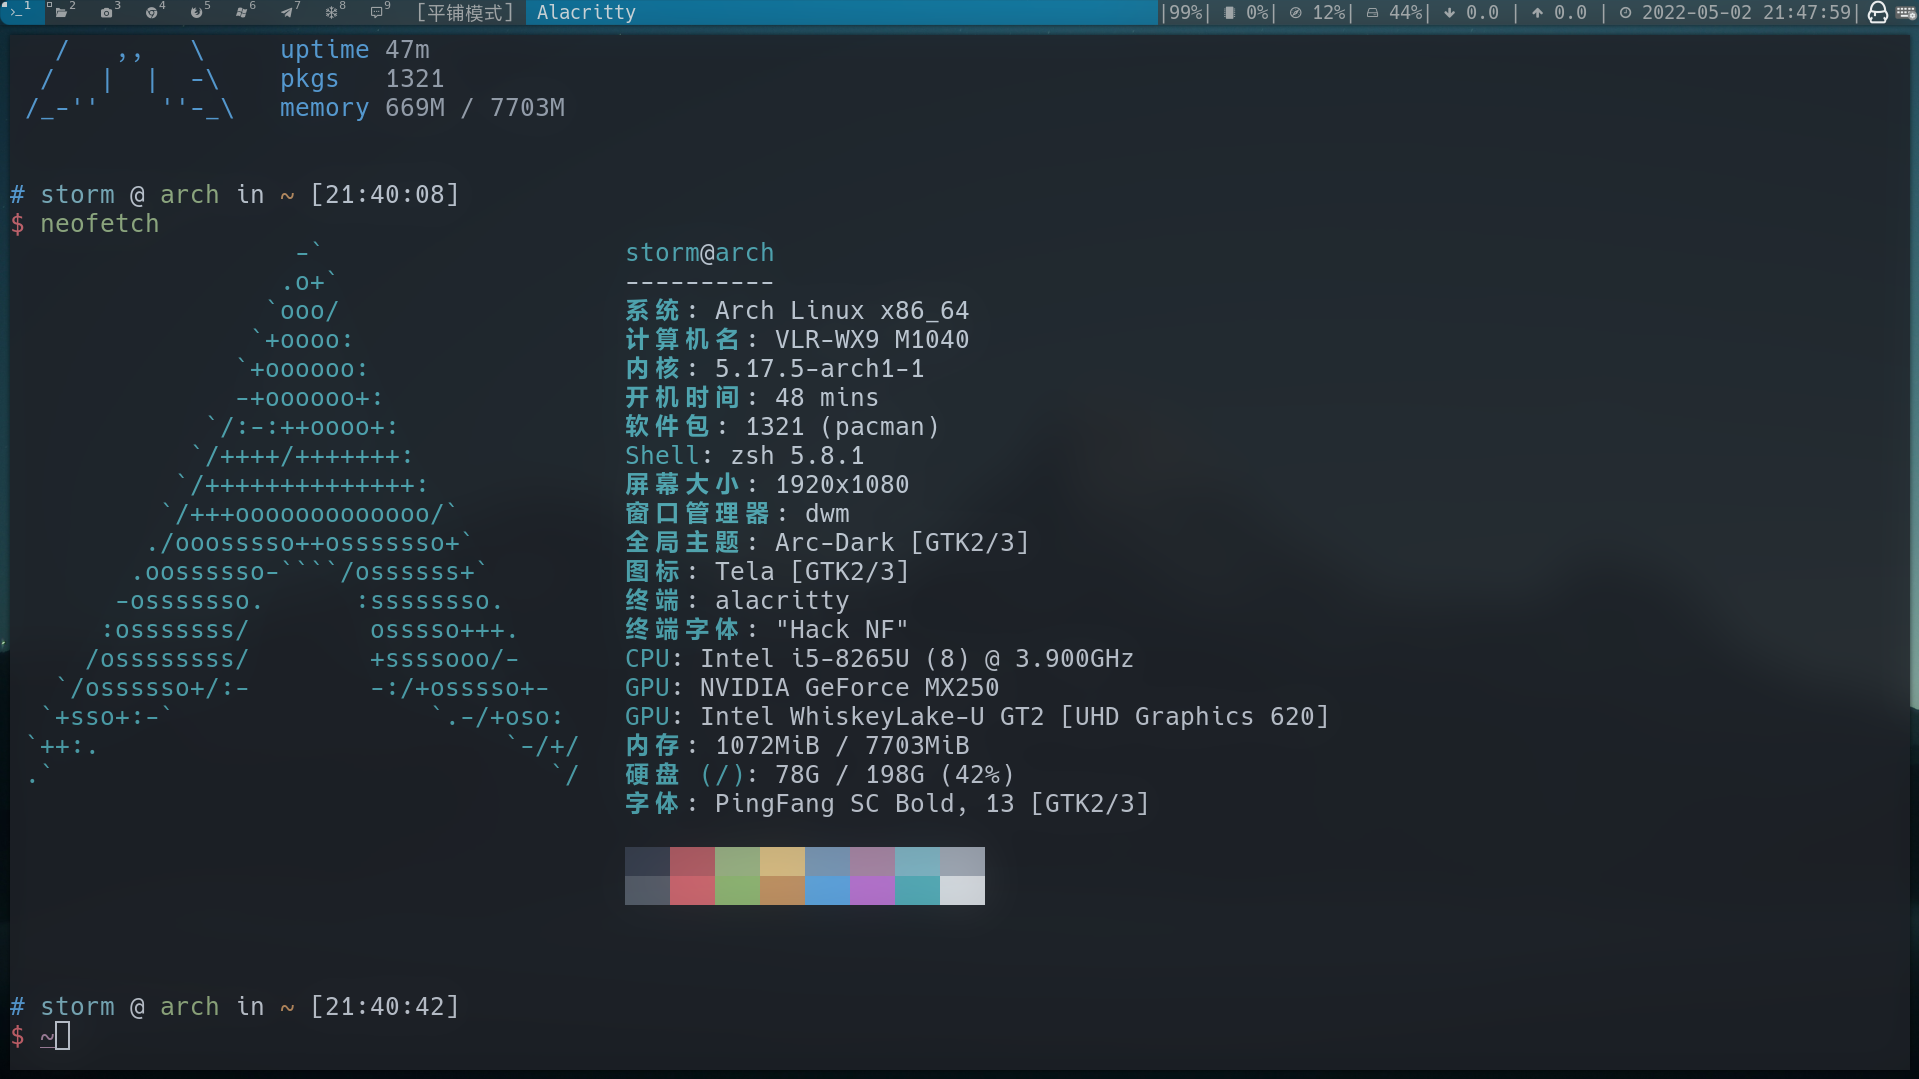 1 2 3 4 5 6 7 8 9 [平铺模式] Alacritty |99%| 0%| 12%| 44%| 0.0 | 0.0 | 2022-05-02 21:47:59|
  /   ,,   \   uptime 47m
 /   |  |  -\   pkgs   1321
/_-''    ''-_\   memory 669M / 7703M
# storm @ arch in ~ [21:40:08]
$ neofetch
                  -`                    storm@arch
                 .o+`                   ----------
                `ooo/                   系统: Arch Linux x86_64
               `+oooo:                  计算机名: VLR-WX9 M1040
              `+oooooo:                 内核: 5.17.5-arch1-1
              -+oooooo+:                开机时间: 48 mins
            `/:-:++oooo+:               软件包: 1321 (pacman)
           `/++++/+++++++:              Shell: zsh 5.8.1
          `/++++++++++++++:             屏幕大小: 1920x1080
         `/+++ooooooooooooo/`           窗口管理器: dwm
        ./ooosssso++osssssso+`          全局主题: Arc-Dark [GTK2/3]
       .oossssso-````/ossssss+`         图标: Tela [GTK2/3]
      -osssssso.      :ssssssso.        终端: alacritty
     :osssssss/        osssso+++.       终端字体: "Hack NF"
    /ossssssss/        +ssssooo/-       CPU: Intel i5-8265U (8) @ 3.900GHz
  `/ossssso+/:-        -:/+osssso+-     GPU: NVIDIA GeForce MX250
 `+sso+:-`                 `.-/+oso:    GPU: Intel WhiskeyLake-U GT2 [UHD Graphics 620]
`++:.                           `-/+/   内存: 1072MiB / 7703MiB
.`                                 `/   硬盘 (/): 78G / 198G (42%)
字体: PingFang SC Bold, 13 [GTK2/3]
# storm @ arch in ~ [21:40:42]
$ ~